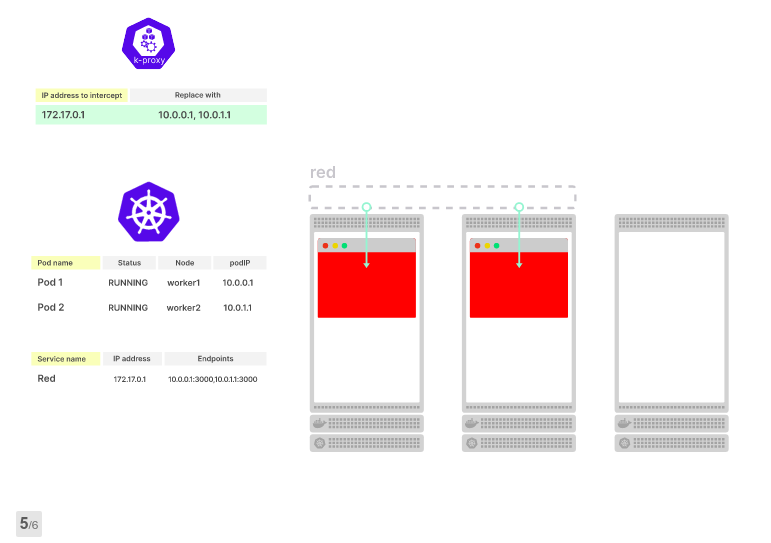 k-proxy
IP address to intercept Replace with
172.17.0.1 10.0.0.1, 10.0.1.1
red
Pod name Status Node podIP
Pod 1 RUNNING worker1 10.0.0.1
Pod 2 RUNNING worker2 10.0.1.1
Service name IP address Endpoints
Red 172.17.0.1 10.0.0.1:3000,10.0.1.1:3000
5/6